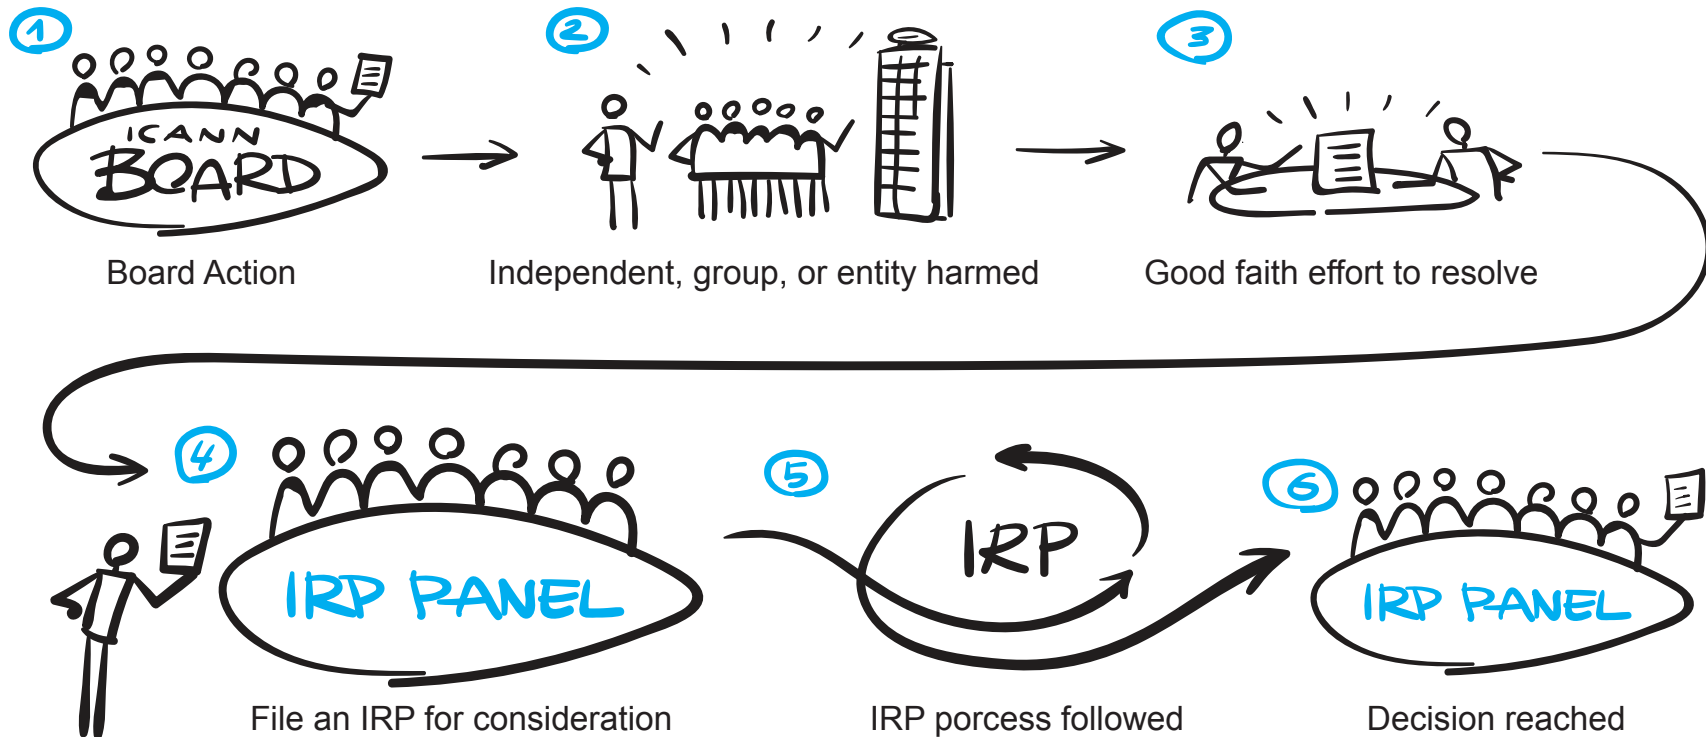 1
ICANN
BOARD
Board Action
2
Independent, group, or entity harmed
3
Good faith effort to resolve
4
IRP PANEL
File an IRP for consideration
5
IRP
IRP porcess followed
6
IRP PANEL
Decision reached